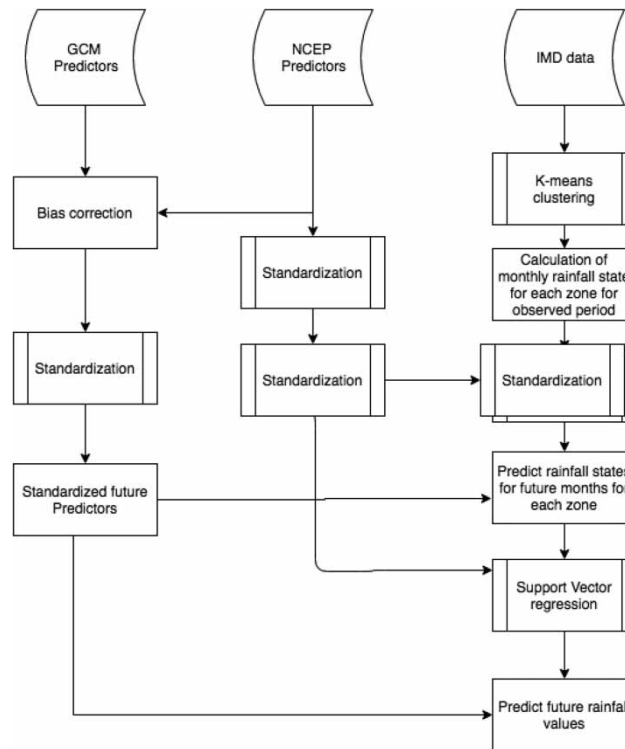 GCM
Predictors
NCEP
Predictors
IMD data
Bias correction
K-means
clustering
Standardization
Calculation of
monthly rainfall state
for each zone for
observed period
Standardization
Standardization
Standardization
Standardized future
Predictors
Predict rainfall states
for future months for
each zone
Support Vector
regression
Predict future rainfall
values